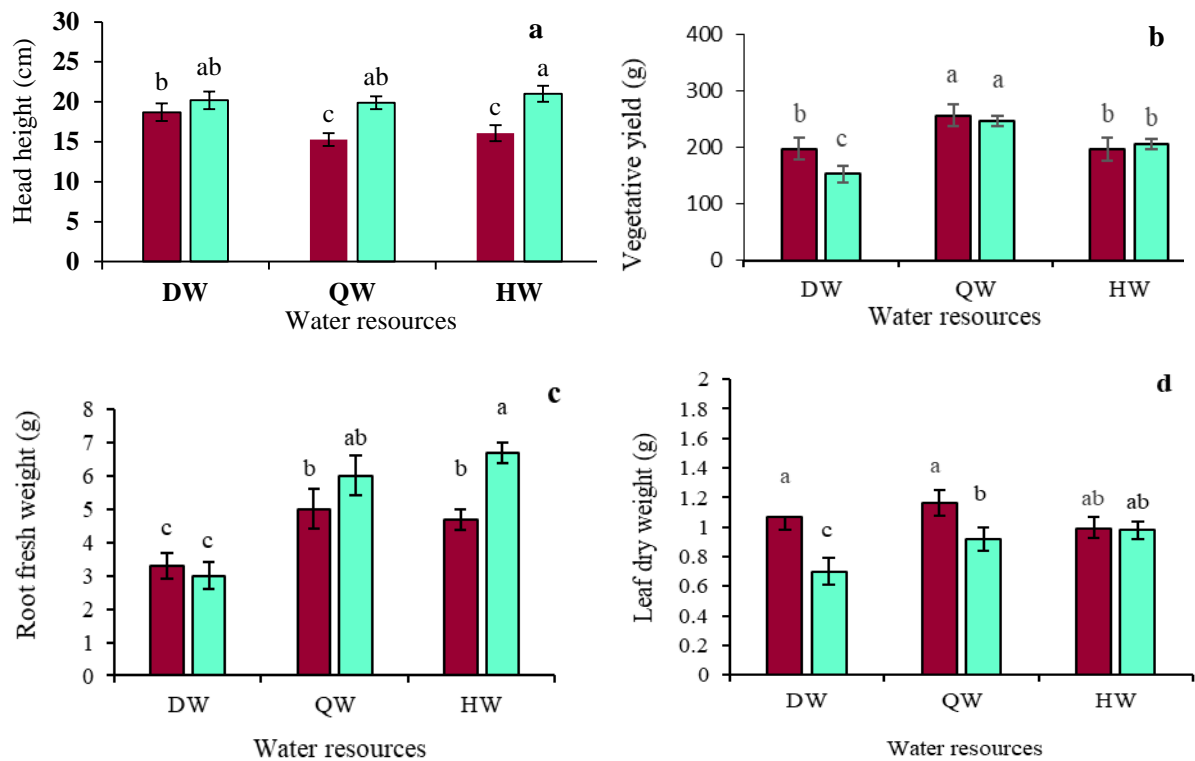 a
Head height (cm)
30
25
20
15
10
5
0
b
ab
c
ab
c
a
DW QW HW
Water resources
b
Vegetative yield (g)
400
300
200
100
0
b
c
a
a
b
b
DW QW HW
Water resources
c
Root fresh weight (g)
8
7
6
5
4
3
2
1
0
c
c
b
ab
b
a
DW QW HW
Water resources
d
Leaf dry weight (g)
2
1.8
1.6
1.4
1.2
1
0.8
0.6
0.4
0.2
0
a
c
a
b
ab
ab
DW QW HW
Water resources